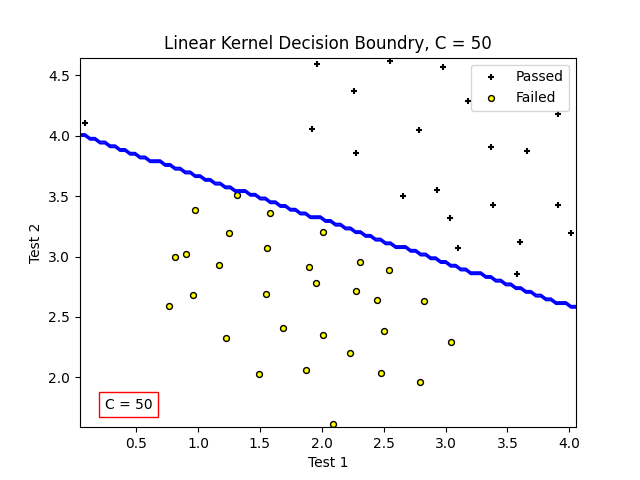 Linear Kernel Decision Boundry, C = 50
Passed
Failed
Test 2
4.5
4.0
3.5
3.0
2.5
2.0
C = 50
0.5 1.0 1.5 2.0 2.5 3.0 3.5 4.0
Test 1